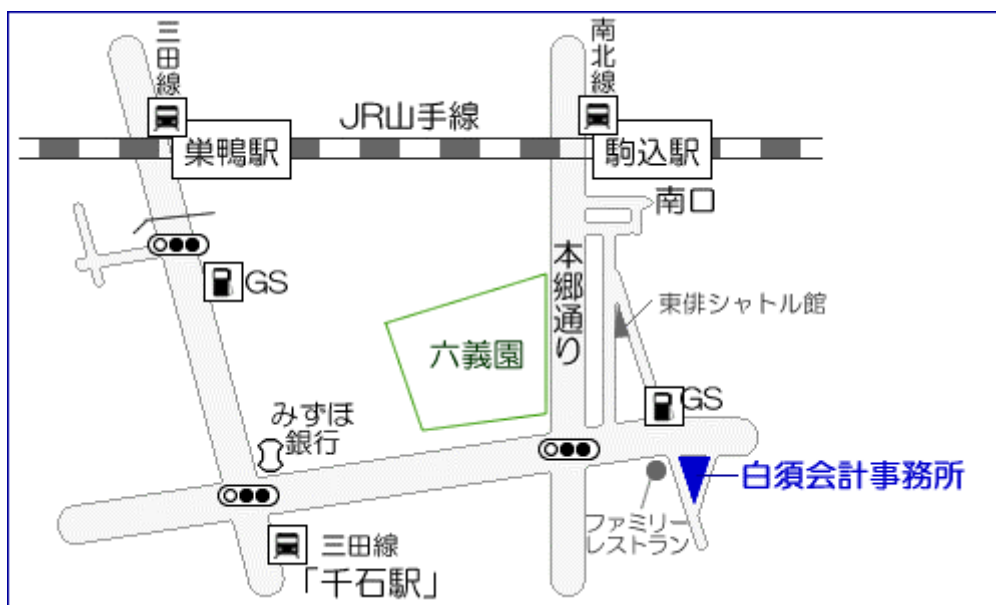 三田線
南北線
JR山手線
巣鴨駅
駒込駅
南口
本郷通り
GS
東俳シャトル館
六義園
GS
みずほ
銀行
白須会計事務所
ファミリー
レストラン
三田線
「千石駅」